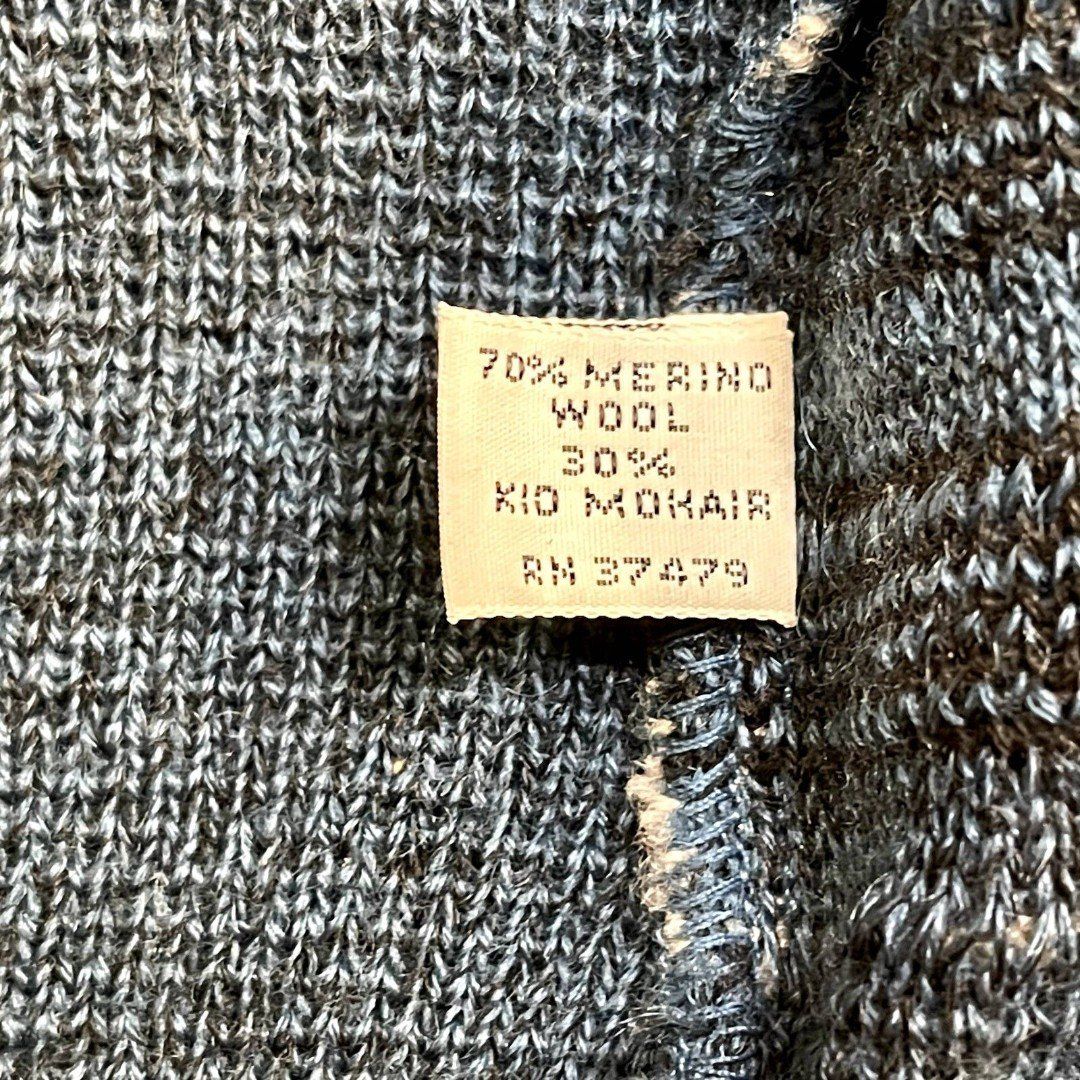 70% MERINO
WOOL
30%
KID MOHAIR
RN 37479